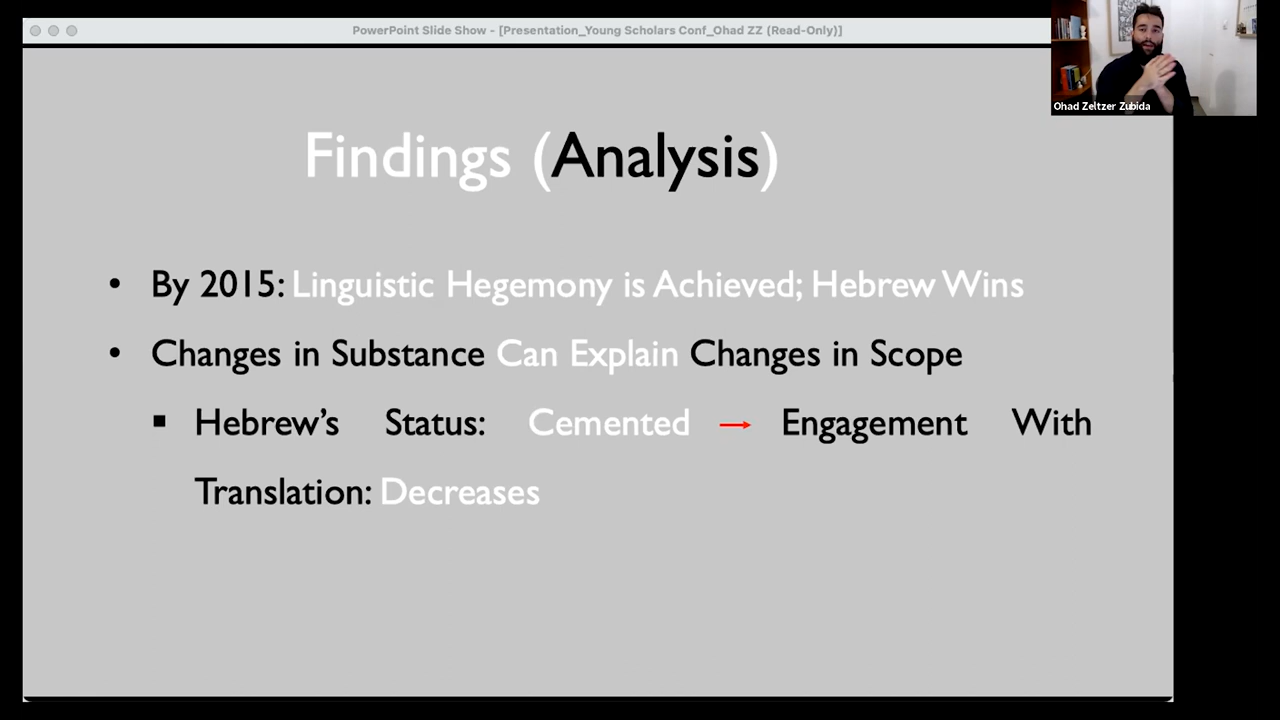 PowerPoint Slide Show - [Presentation_Young Scholars Conf_Ohad ZZ (Read-Only)]
Ohad Zeltzer Zubida
Findings (Analysis)
• By 2015: Linguistic Hegemony is Achieved; Hebrew Wins
• Changes in Substance Can Explain Changes in Scope
▪ Hebrew’s Status: Cemented → Engagement With
Translation: Decreases